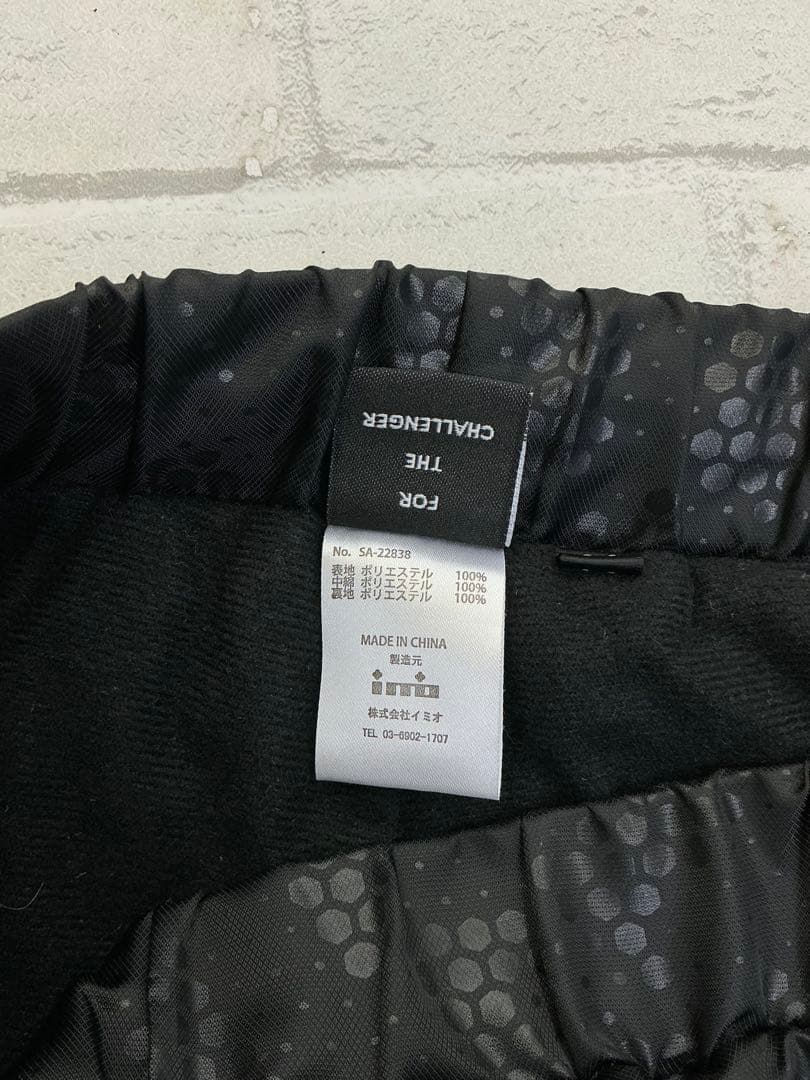 FOR
THE
CHALLENGER
No. SA-22838
表地 ポリエステル 100%
中綿 ポリエステル 100%
裏地 ポリエステル 100%
MADE IN CHINA
製造元
imio
株式会社イミオ
TEL 03-6902-1707